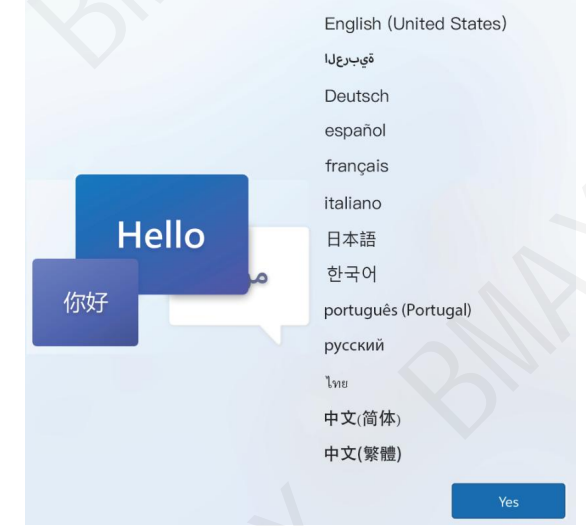 English (United States)
العربية
Deutsch
español
français
italiano
日本語
한국어
português (Portugal)
русский
ไทย
中文(简体)
中文(繁體)
Hello
你好
Yes
BMAX